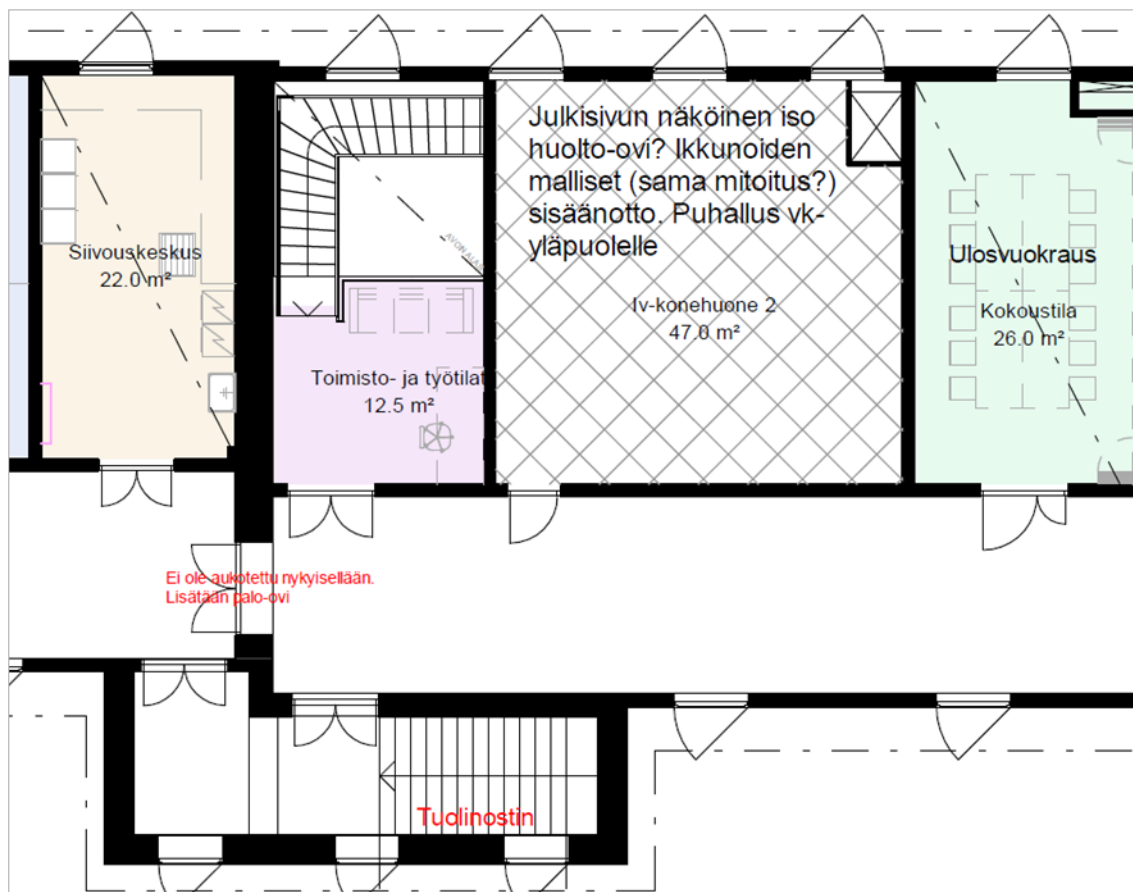 Julkisivun näköinen iso
huolto-ovi? Ikkunoiden
malliset (sama mitoitus?)
sisäänotto. Puhallus vk-
yläpuolelle
Siivouskeskus
22.0 m²
Iv-konehuone 2
47.0 m²
Ulosvuokraus
Kokoustila
26.0 m²
Toimisto- ja työtilat
12.5 m²
Ei ole aukotettu nykyisellään.
Lisätään palo-ovi
Tuolinostin